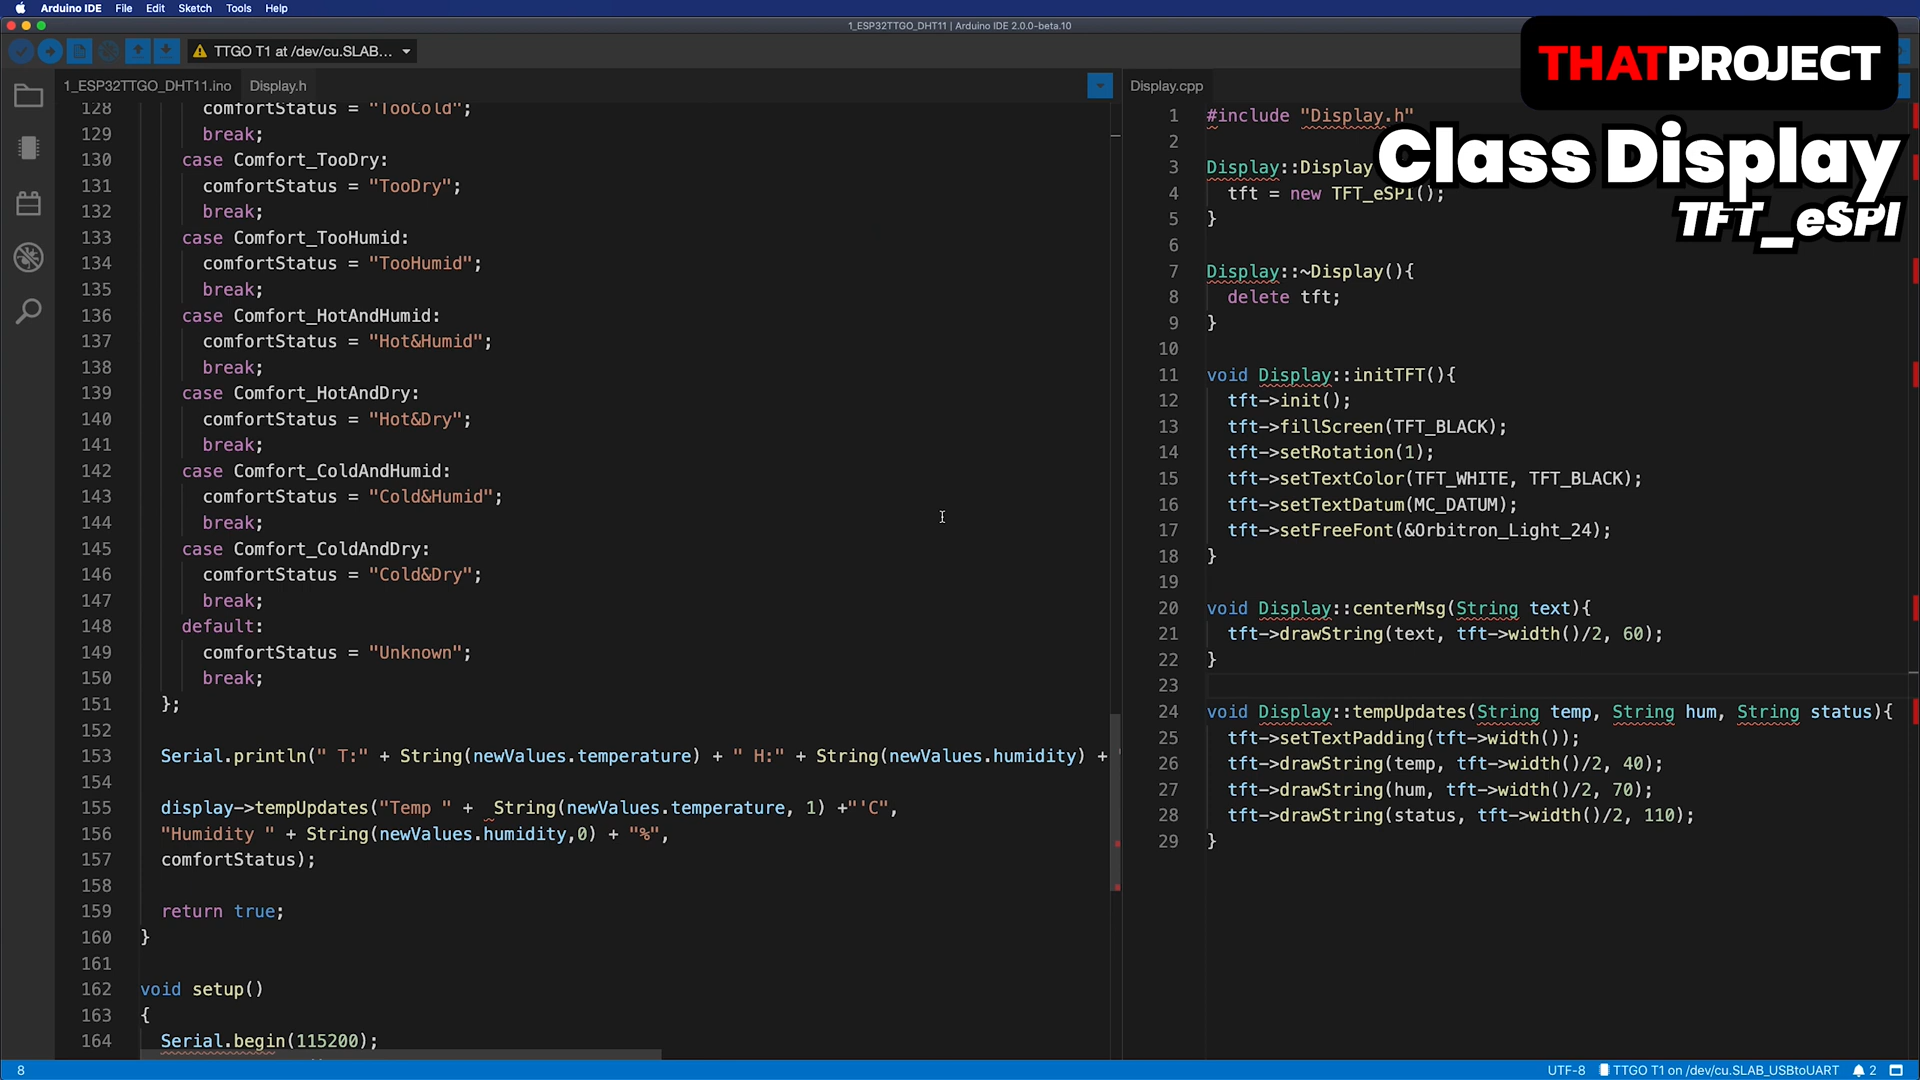 Arduino IDE File Edit Sketch Tools Help
1_ESP32TTGO_DHT11 | Arduino IDE 2.0.0-beta.10
TTGO T1 at /dev/cu.SLAB...
THATPROJECT
Class Display
TFT_eSPI
1_ESP32TTGO_DHT11.ino Display.h
128 comfortStatus = "TooCold";
129 break;
130 case Comfort_TooDry:
131 comfortStatus = "TooDry";
132 break;
133 case Comfort_TooHumid:
134 comfortStatus = "TooHumid";
135 break;
136 case Comfort_HotAndHumid:
137 comfortStatus = "Hot&Humid";
138 break;
139 case Comfort_HotAndDry:
140 comfortStatus = "Hot&Dry";
141 break;
142 case Comfort_ColdAndHumid:
143 comfortStatus = "Cold&Humid";
144 break;
145 case Comfort_ColdAndDry:
146 comfortStatus = "Cold&Dry";
147 break;
148 default:
149 comfortStatus = "Unknown";
150 break;
151 };
152
153 Serial.println(" T:" + String(newValues.temperature) + " H:" + String(newValues.humidity) +
154
155 display->tempUpdates("Temp " + String(newValues.temperature, 1) +"'C",
156 "Humidity " + String(newValues.humidity,0) + "%",
157 comfortStatus);
158
159 return true;
160 }
161
162 void setup()
163 {
164 Serial.begin(115200);
Display.cpp
1 #include "Display.h"
2
3 Display::Display
4 tft = new TFT_eSPI();
5 }
6
7 Display::~Display(){
8 delete tft;
9 }
10
11 void Display::initTFT(){
12 tft->init();
13 tft->fillScreen(TFT_BLACK);
14 tft->setRotation(1);
15 tft->setTextColor(TFT_WHITE, TFT_BLACK);
16 tft->setTextDatum(MC_DATUM);
17 tft->setFreeFont(&Orbitron_Light_24);
18 }
19
20 void Display::centerMsg(String text){
21 tft->drawString(text, tft->width()/2, 60);
22 }
23
24 void Display::tempUpdates(String temp, String hum, String status){
25 tft->setTextPadding(tft->width());
26 tft->drawString(temp, tft->width()/2, 40);
27 tft->drawString(hum, tft->width()/2, 70);
28 tft->drawString(status, tft->width()/2, 110);
29 }
8 UTF-8 TTGO T1 on /dev/cu.SLAB_USBtoUART 2